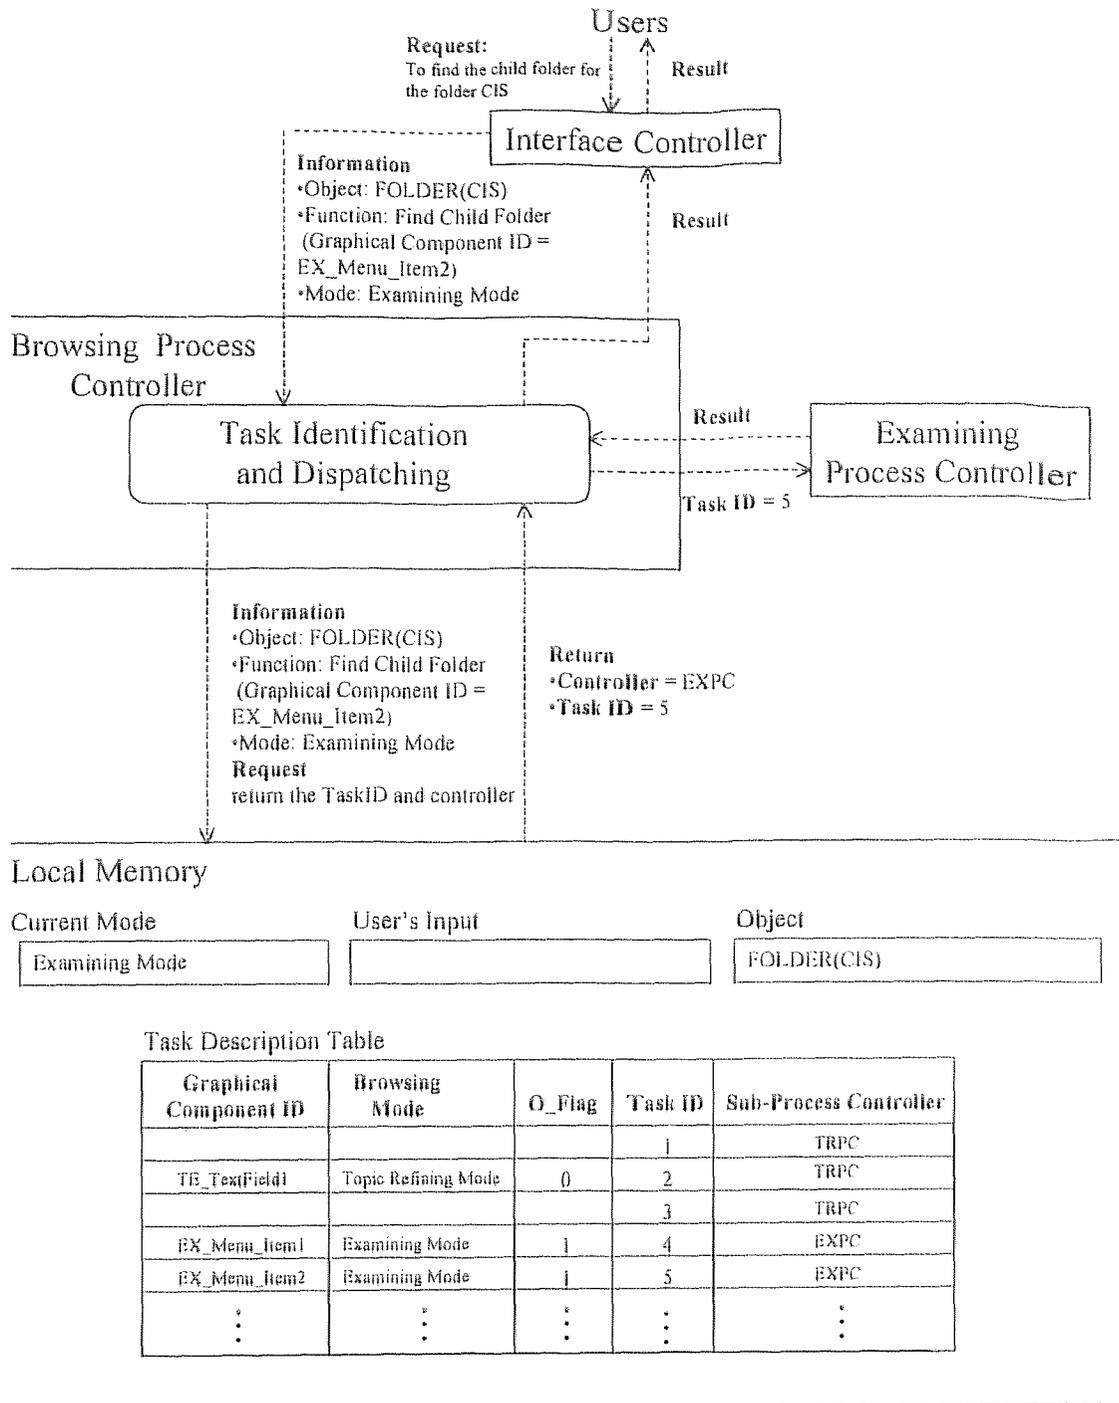 Users
Request:
To find the child folder for
the folder CIS
Result
Interface Controller
Information
•Object: FOLDER(CIS)
•Function: Find Child Folder
(Graphical Component ID =
EX_Menu_Item2)
•Mode: Examining Mode
Result
Browsing Process
Controller
Task Identification
and Dispatching
Result
Examining
Process Controller
Task ID = 5
Information
•Object: FOLDER(CIS)
•Function: Find Child Folder
(Graphical Component ID =
EX_Menu_Item2)
•Mode: Examining Mode
Request
return the TaskID and controller
Return
•Controller = EXPC
•Task ID = 5
Local Memory
Current Mode User's Input Object
Examining Mode FOLDER(CIS)
Task Description Table
Graphical Component ID Browsing Mode O_Flag Task ID Sub-Process Controller
1 TRPC
TE_TextField1 Topic Refining Mode 0 2 TRPC
3 TRPC
EX_Menu_Item1 Examining Mode 1 4 EXPC
EX_Menu_Item2 Examining Mode 1 5 EXPC